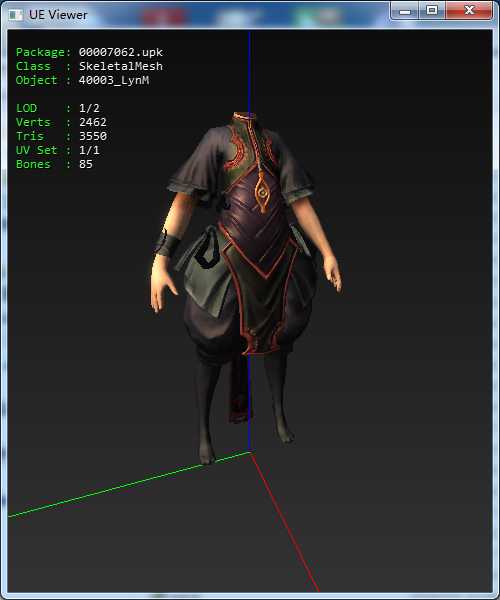 UE Viewer
Package: 00007062.upk
Class : SkeletalMesh
Object : 40003_LynM
LOD : 1/2
Verts : 2462
Tris : 3550
UV Set : 1/1
Bones : 85